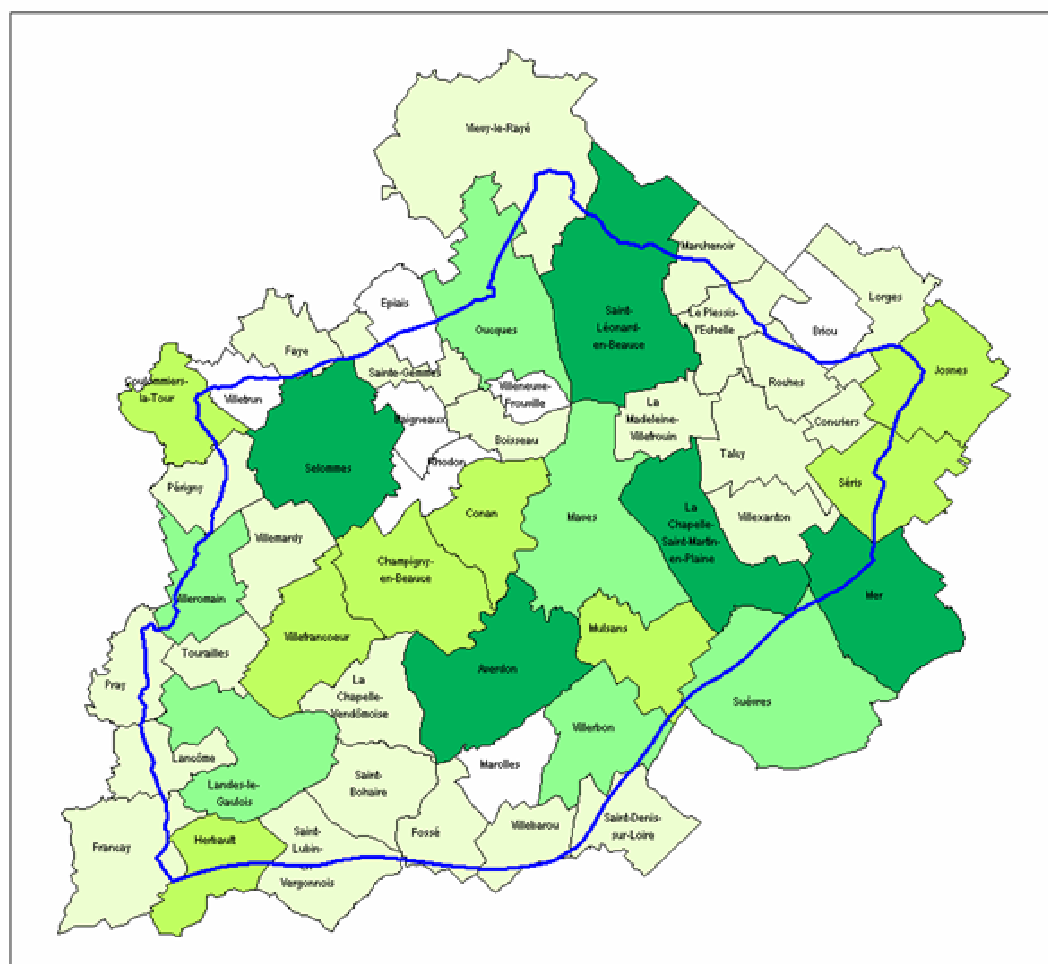 Vievy-le-Rayé
Marchenoir
Lorges
Epiais
Briou
Saint-
Léonard-
en-Beauce
Le Plessis-
l'Echelle
Oucques
Faye
Sainte-Gemmes
Josnes
Coulommiers-
la-Tour
Villetrun
Villeneuve-
Frouville
Roches
Baigneaux
La
Madeleine-
Villefrouin
Concriers
Boisseau
Talcy
Rhodon
Selommes
Périgny
Séris
Conan
Maves
La
Chapelle-
Saint-Martin-
en-Plaine
Villexanton
Villemardy
Champigny-
en-Beauce
Mer
Villeromain
Villefrancoeur
Mulsans
Tourailles
Averdon
Pray
La
Chapelle-
Vendômoise
Suèvres
Villerbon
Lancôme
Marolles
Landes-le-
Gaulois
Saint-
Bohaire
Saint-Denis-
sur-Loire
Villebarou
Fossé
Herbault
Saint-
Lubin-
en-
Vergonnois
Françay